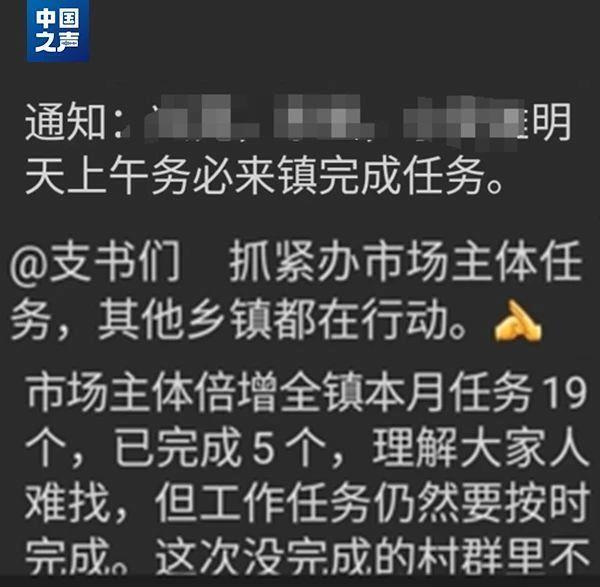 中国
之声
通知：明
天上午务必来镇完成任务。
@支书们 抓紧办市场主体任
务，其他乡镇都在行动。
市场主体倍增全镇本月任务19
个，已完成5个，理解大家人
难找，但工作任务仍然要按时
完成。这次没完成的村群里不